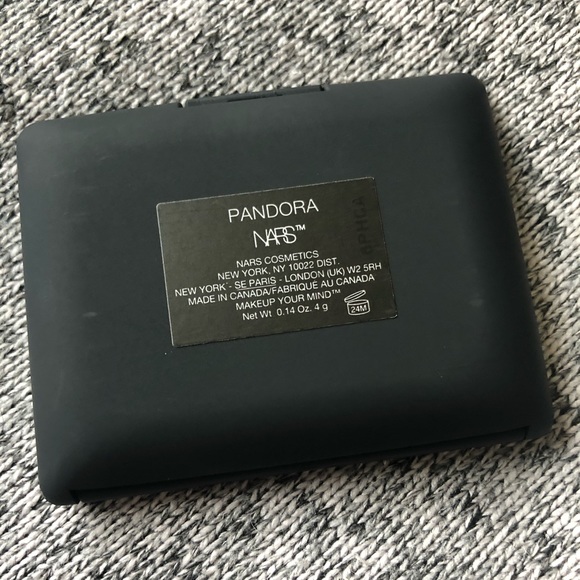 PANDORA
NARS™
NARS COSMETICS
NEW YORK, NY 10022 DIST.
NEW YORK - SE PARIS - LONDON (UK) W2 5RH
MADE IN CANADA/FABRIQUE AU CANADA
MAKEUP YOUR MIND™
Net Wt 0.14 Oz. 4 g
24M